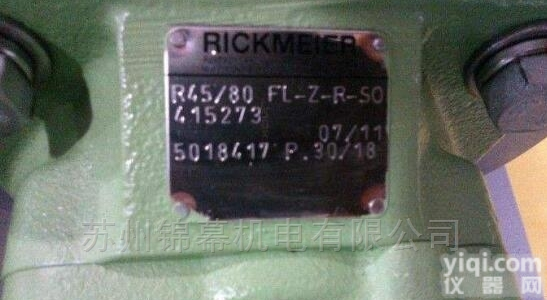 RICKMEIER
R45/80 FL-Z-R-SO
415273
07/11
5018417 P.30/18
苏州锦幕机电有限公司
yiqi.com
仪器网